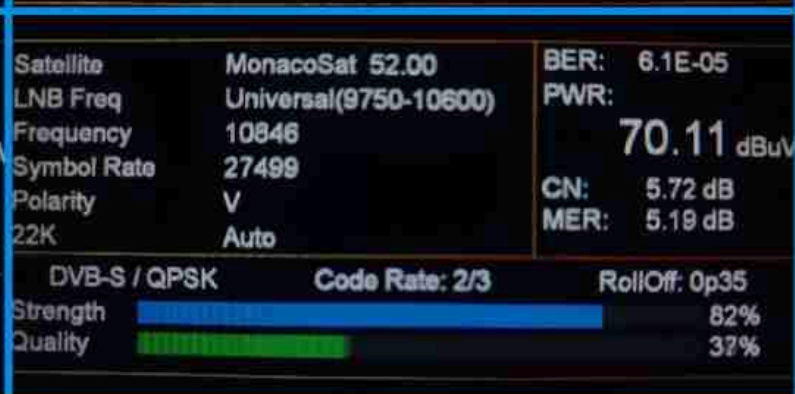 Satellite MonacoSat 52.00
LNB Freq Universal(9750-10600)
Frequency 10846
Symbol Rate 27499
Polarity V
22K Auto
BER: 6.1E-05
PWR:
70.11 dBuV
CN: 5.72 dB
MER: 5.19 dB
DVB-S / QPSK Code Rate: 2/3 RollOff: 0p35
Strength 82%
Quality 37%